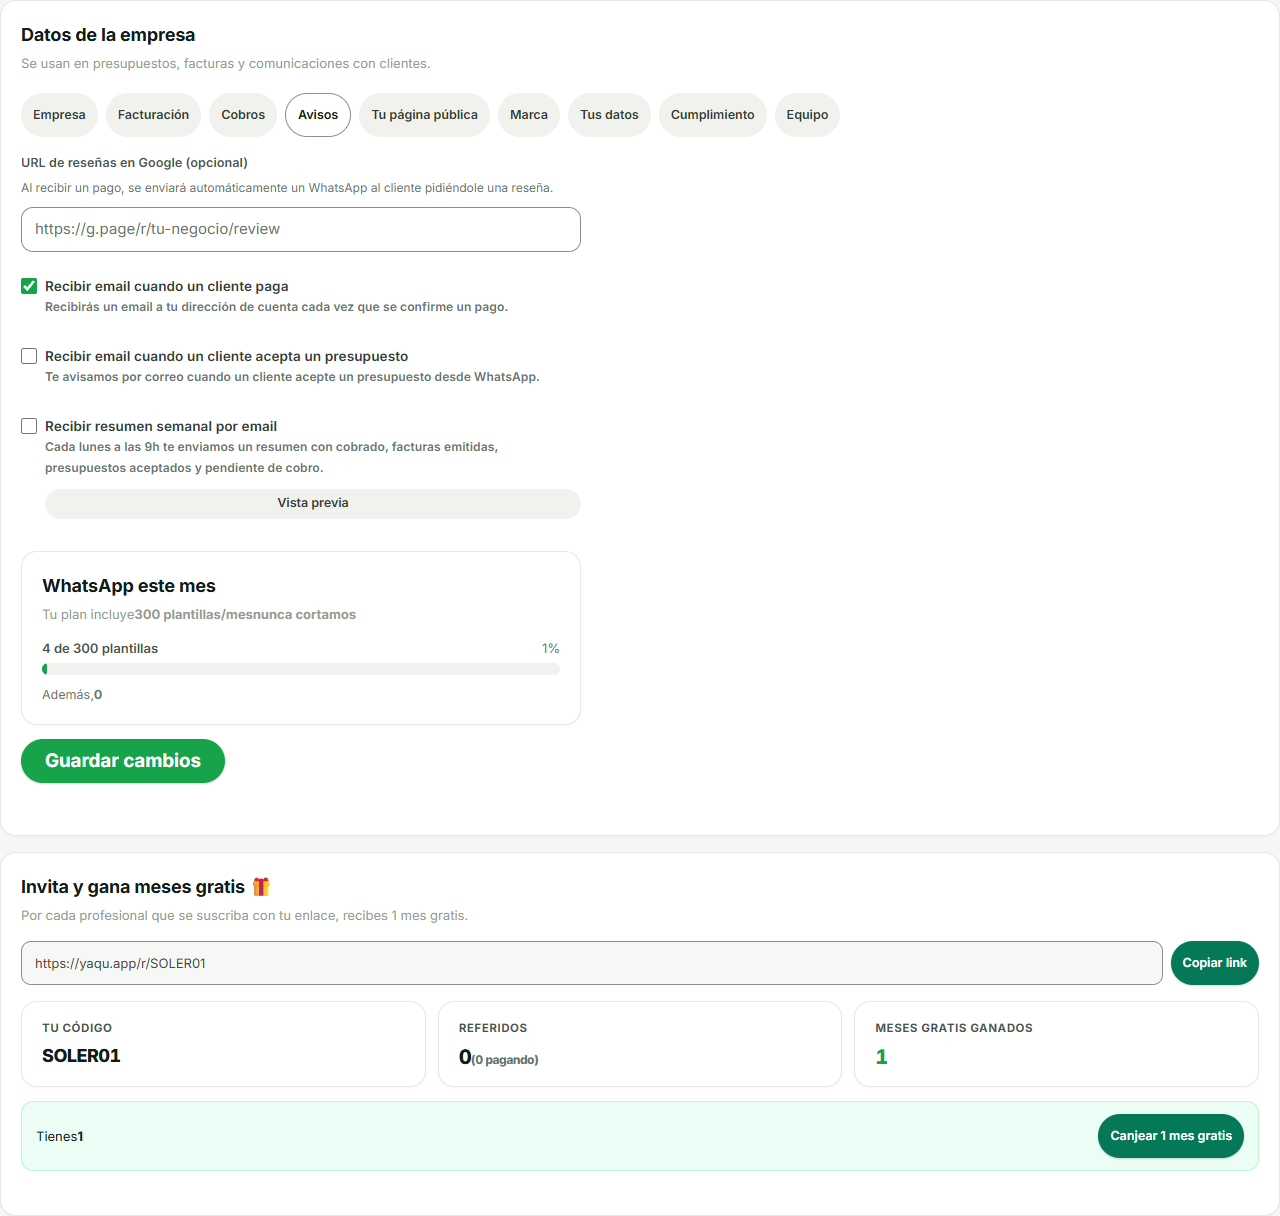 Datos de la empresa
Se usan en presupuestos, facturas y comunicaciones con clientes.
Empresa Facturación Cobros Avisos Tu página pública Marca Tus datos Cumplimiento Equipo
URL de reseñas en Google (opcional)
Al recibir un pago, se enviará automáticamente un WhatsApp al cliente pidiéndole una reseña.
https://g.page/r/tu-negocio/review
Recibir email cuando un cliente paga
Recibirás un email a tu dirección de cuenta cada vez que se confirme un pago.
Recibir email cuando un cliente acepta un presupuesto
Te avisamos por correo cuando un cliente acepte un presupuesto desde WhatsApp.
Recibir resumen semanal por email
Cada lunes a las 9h te enviamos un resumen con cobrado, facturas emitidas,
presupuestos aceptados y pendiente de cobro.
Vista previa
WhatsApp este mes
Tu plan incluye300 plantillas/mesnunca cortamos
4 de 300 plantillas 1%
Además,0
Guardar cambios
Invita y gana meses gratis 🎁
Por cada profesional que se suscriba con tu enlace, recibes 1 mes gratis.
https://yaqu.app/r/SOLER01 Copiar link
TU CÓDIGO
SOLER01
REFERIDOS
0(0 pagando)
MESES GRATIS GANADOS
1
Tienes1 Canjear 1 mes gratis